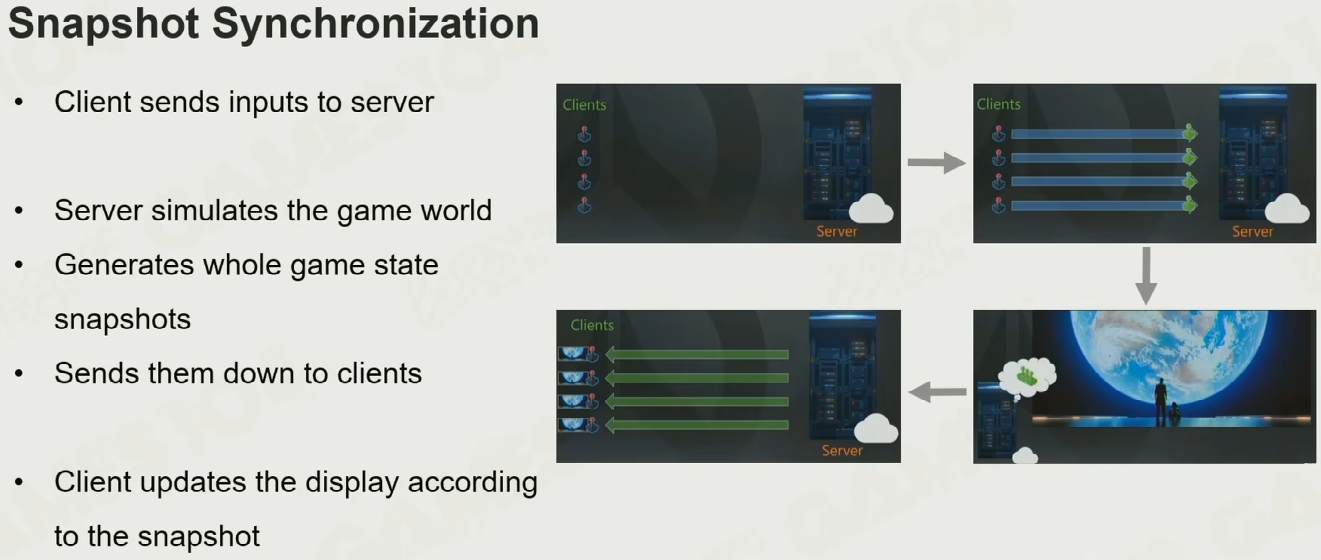 Snapshot Synchronization
• Client sends inputs to server
• Server simulates the game world
• Generates whole game state
snapshots
• Sends them down to clients
• Client updates the display according
to the snapshot
Clients
Server
Clients
Server
Clients
Server